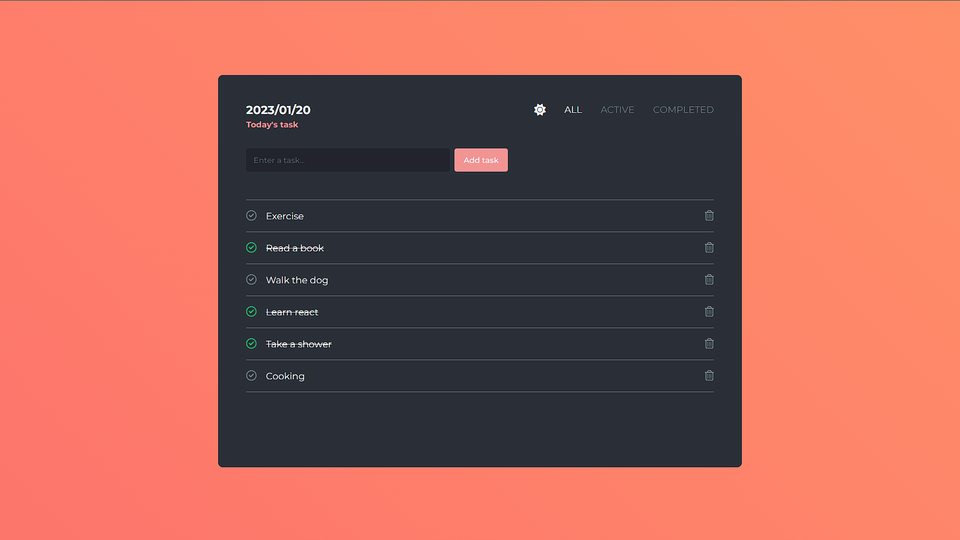 2023/01/20
Today's task
ALL ACTIVE COMPLETED
Enter a task... Add task
Exercise
Read a book
Walk the dog
Learn react
Take a shower
Cooking